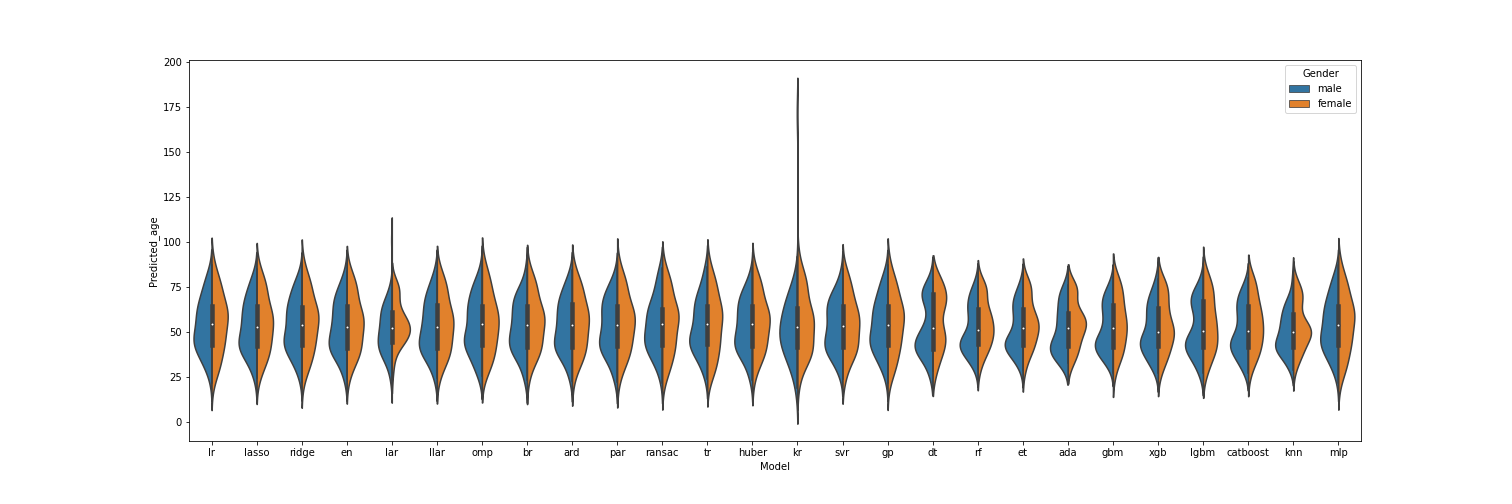 200
175
150
125
100
75
50
25
0
Predicted_age
Gender
male
female
lr lasso ridge en lar llar omp br ard par ransac tr huber kr svr gp dt rf et ada gbm xgb lgbm catboost knn mlp
Model